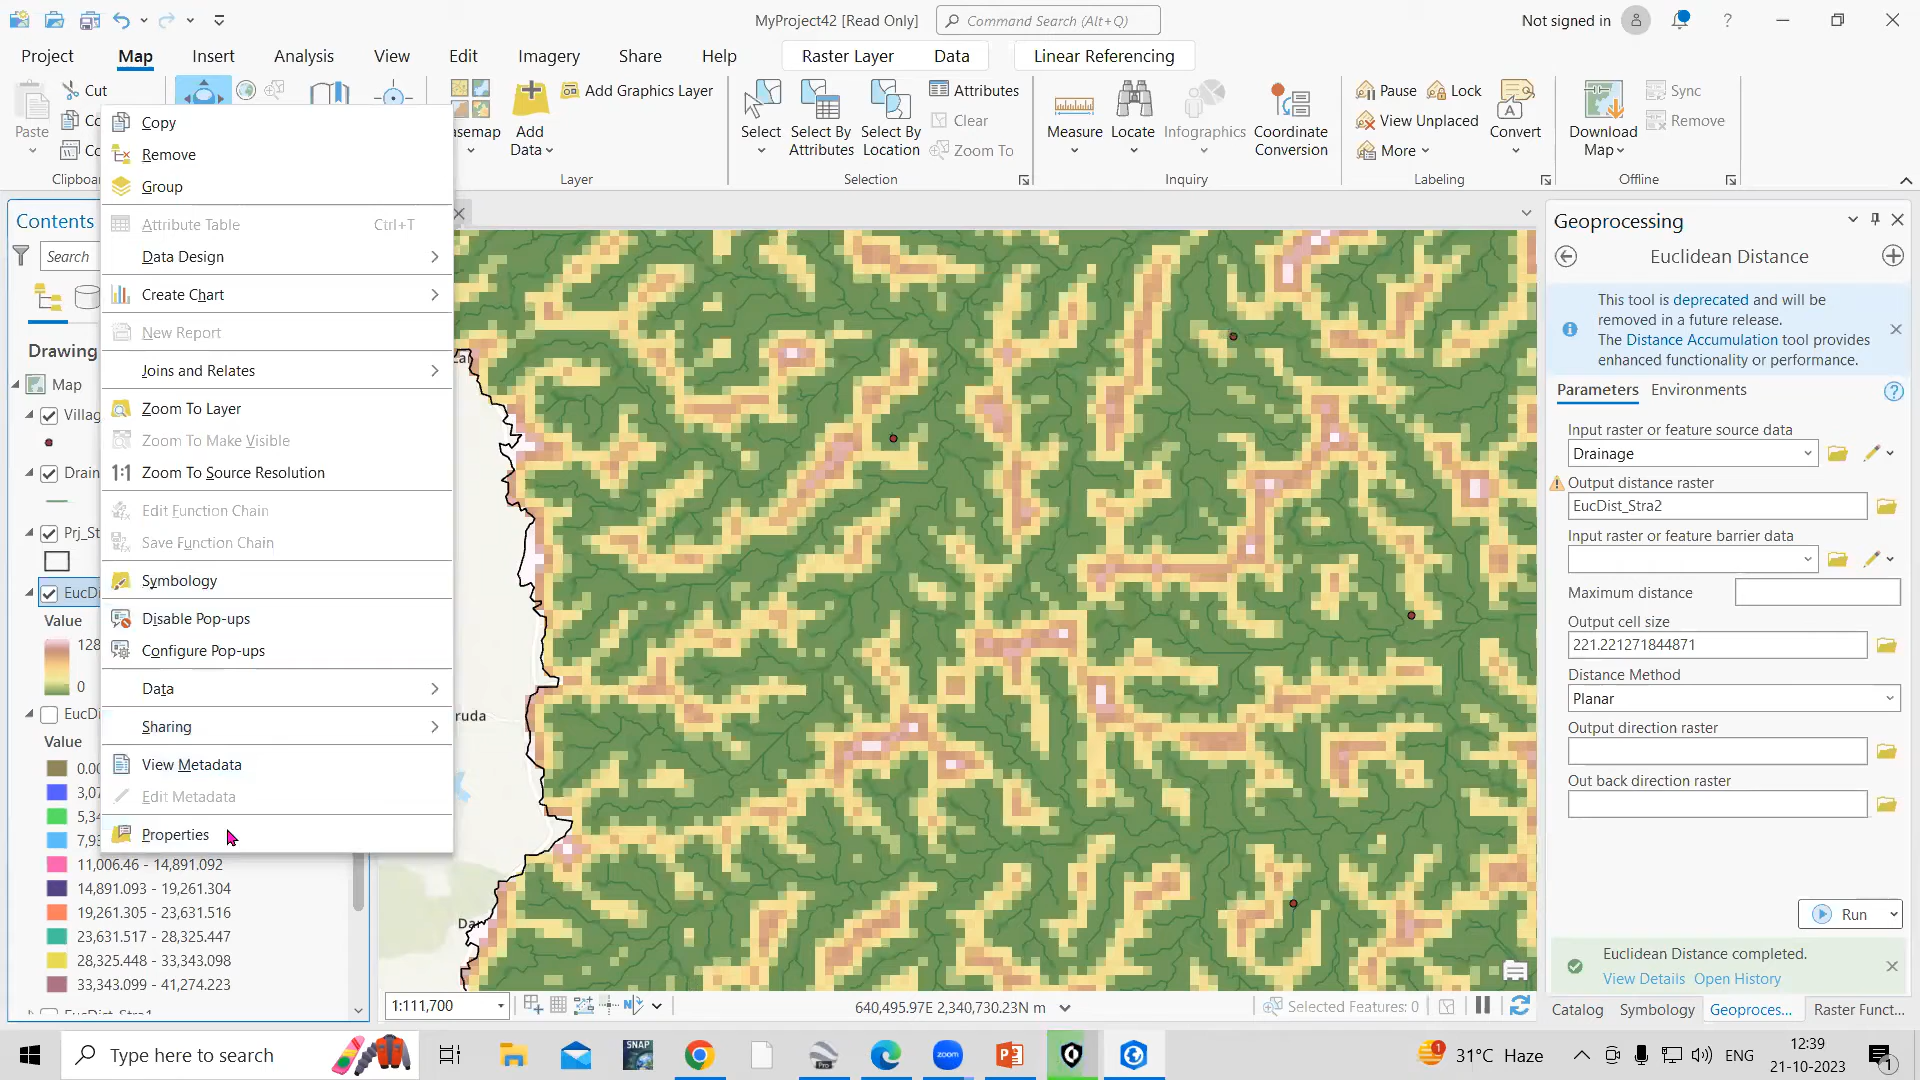 MyProject42 [Read Only]
Command Search (Alt+Q)
Not signed in
?
Project
Map
Insert
Analysis
View
Edit
Imagery
Share
Help
Raster Layer
Data
Linear Referencing
Cut
Paste
Add Graphics Layer
Add
Data
Layer
Select
Select By
Attributes
Select By
Location
Attributes
Clear
Zoom To
Selection
Measure
Locate
Infographics
Coordinate
Conversion
Inquiry
Pause
Lock
View Unplaced
More
Convert
Labeling
Download
Map
Sync
Remove
Offline
Copy
Remove
Group
Attribute Table Ctrl+T
Data Design
Create Chart
New Report
Joins and Relates
Zoom To Layer
Zoom To Make Visible
1:1 Zoom To Source Resolution
Edit Function Chain
Save Function Chain
Symbology
Disable Pop-ups
Configure Pop-ups
Data
Sharing
View Metadata
Edit Metadata
Properties
Contents
Search
Drawing
Map
Value
128
0
Value
11,006.46 - 14,891.092
14,891.093 - 19,261.304
19,261.305 - 23,631.516
23,631.517 - 28,325.447
28,325.448 - 33,343.098
33,343.099 - 41,274.223
1:111,700
640,495.97E 2,340,730.23N m
Selected Features: 0
Geoprocessing
Euclidean Distance
This tool is deprecated and will be
removed in a future release.
The Distance Accumulation tool provides
enhanced functionality or performance.
Parameters
Environments
?
Input raster or feature source data
Drainage
Output distance raster
EucDist_Stra2
Input raster or feature barrier data
Maximum distance
Output cell size
221.221271844871
Distance Method
Planar
Output direction raster
Out back direction raster
Run
Euclidean Distance completed.
View Details Open History
Catalog
Symbology
Geoproces...
Raster Funct...
Type here to search
SNAP
Pro
zoom
1
31°C Haze
ENG
12:39
21-10-2023
1